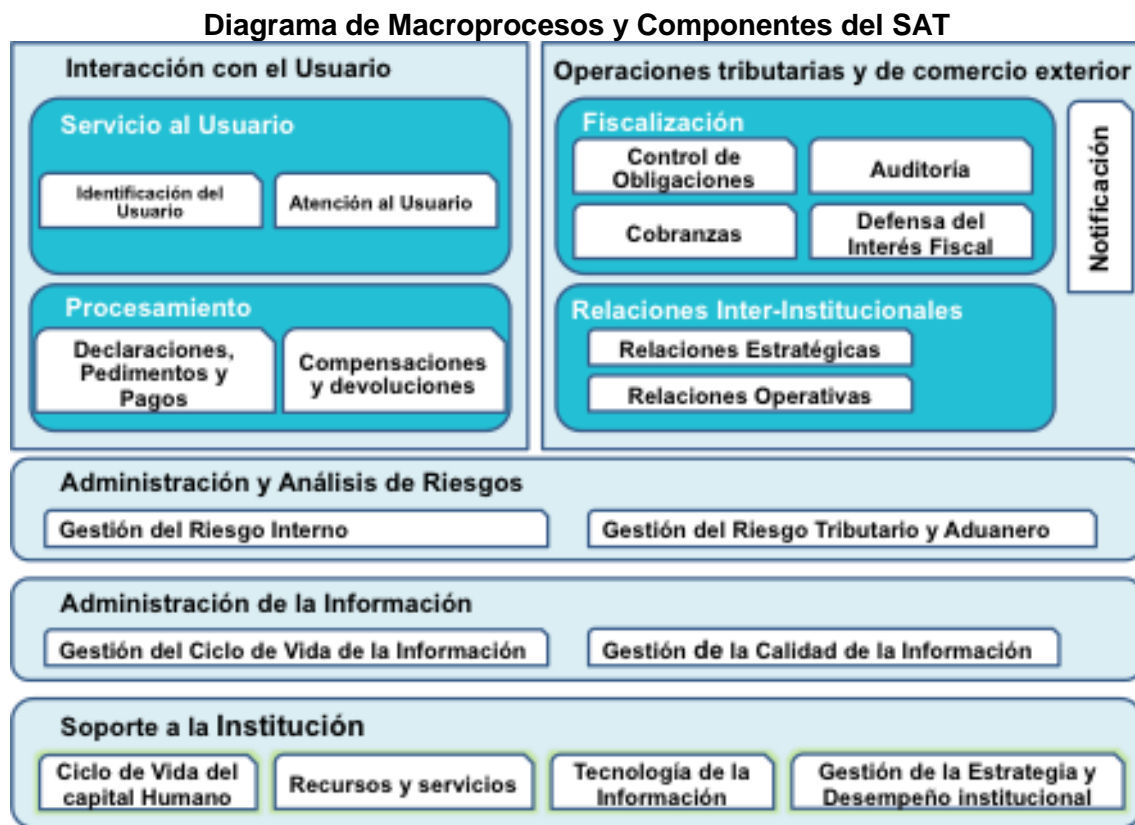 Diagrama de Macroprocesos y Componentes del SAT
Interacción con el Usuario
Servicio al Usuario
Identificación del
Usuario
Atención al Usuario
Procesamiento
Declaraciones,
Pedimentos y
Pagos
Compensaciones
y devoluciones
Operaciones tributarias y de comercio exterior
Fiscalización
Control de
Obligaciones
Auditoría
Cobranzas
Defensa del
Interés Fiscal
Notificación
Relaciones Inter-Institucionales
Relaciones Estratégicas
Relaciones Operativas
Administración y Análisis de Riesgos
Gestión del Riesgo Interno
Gestión del Riesgo Tributario y Aduanero
Administración de la Información
Gestión del Ciclo de Vida de la Información
Gestión de la Calidad de la Información
Soporte a la Institución
Ciclo de Vida del
capital Humano
Recursos y servicios
Tecnología de la
Información
Gestión de la Estrategia y
Desempeño institucional